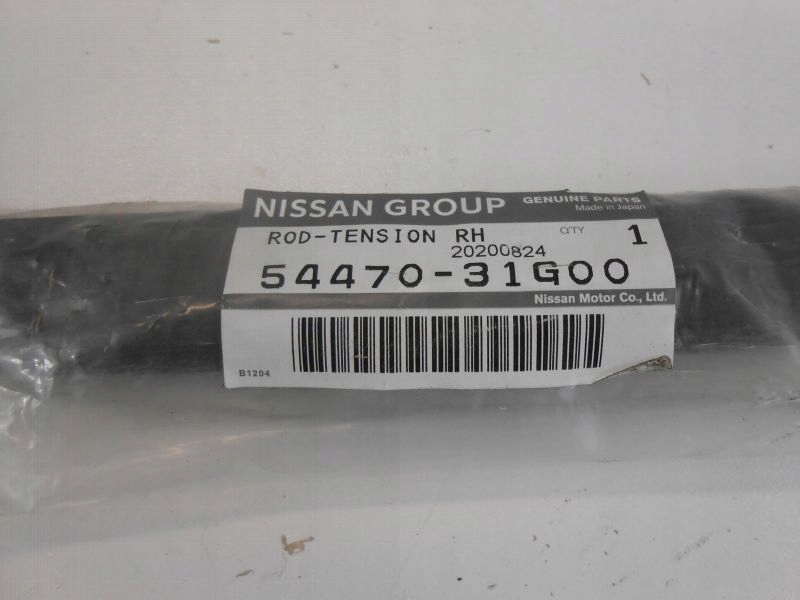 NISSAN GROUP GENUINE PARTS
Made in Japan
ROD-TENSION RH QTY 1
20200824
54470-31G00
Nissan Motor Co., Ltd.
B1204